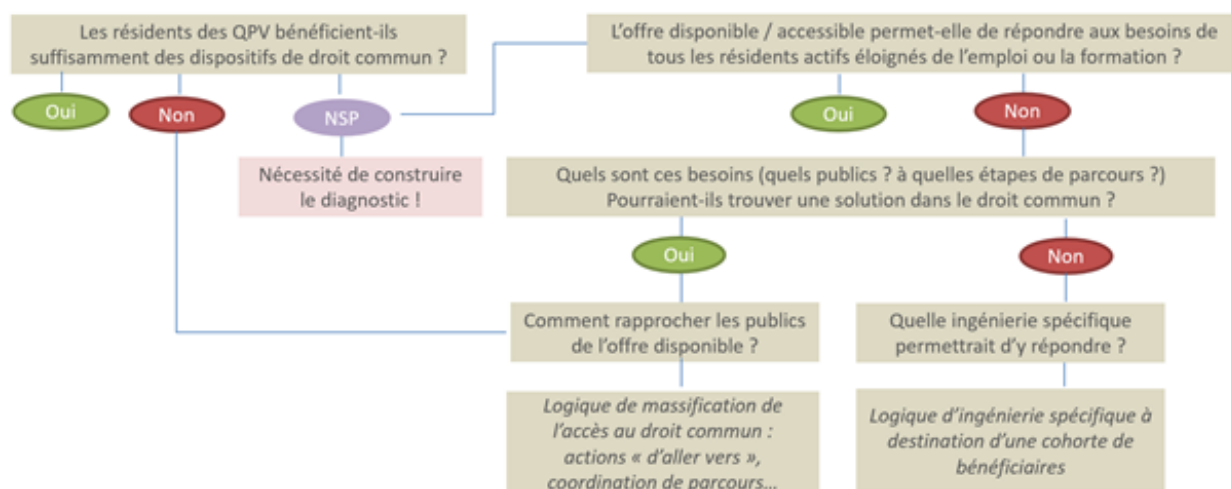 Les résidents des QPV bénéficient-ils
suffisamment des dispositifs de droit commun ?
Oui
Non
NSP
Nécessité de construire
le diagnostic !
L’offre disponible / accessible permet-elle de répondre aux besoins de
tous les résidents actifs éloignés de l’emploi ou la formation ?
Oui
Non
Quels sont ces besoins (quels publics ? à quelles étapes de parcours ?)
Pourraient-ils trouver une solution dans le droit commun ?
Oui
Non
Comment rapprocher les publics
de l’offre disponible ?
Quelle ingénierie spécifique
permettrait d’y répondre ?
Logique de massification de
l’accès au droit commun :
actions « d’aller vers »,
coordination de parcours…
Logique d’ingénierie spécifique à
destination d’une cohorte de
bénéficiaires